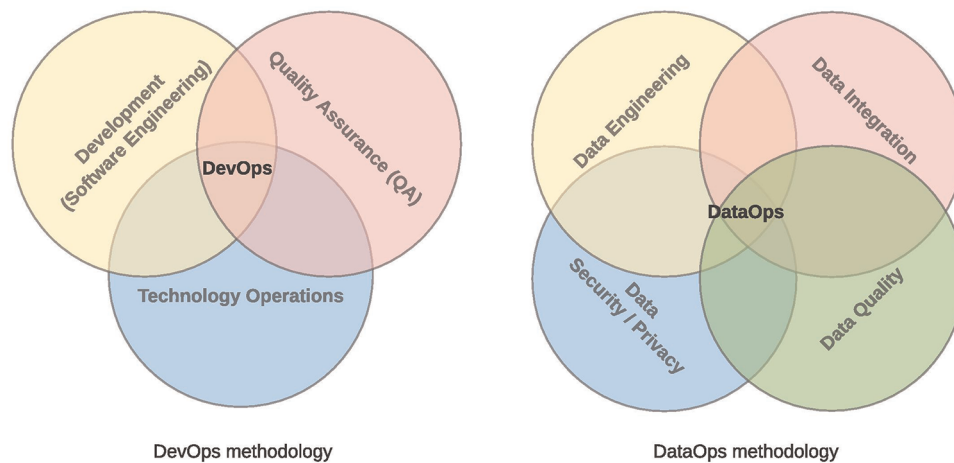 Development
(Software Engineering)
Quality Assurance (QA)
DevOps
Technology Operations
DevOps methodology
Data Engineering
Data Integration
DataOps
Data
Security / Privacy
Data Quality
DataOps methodology